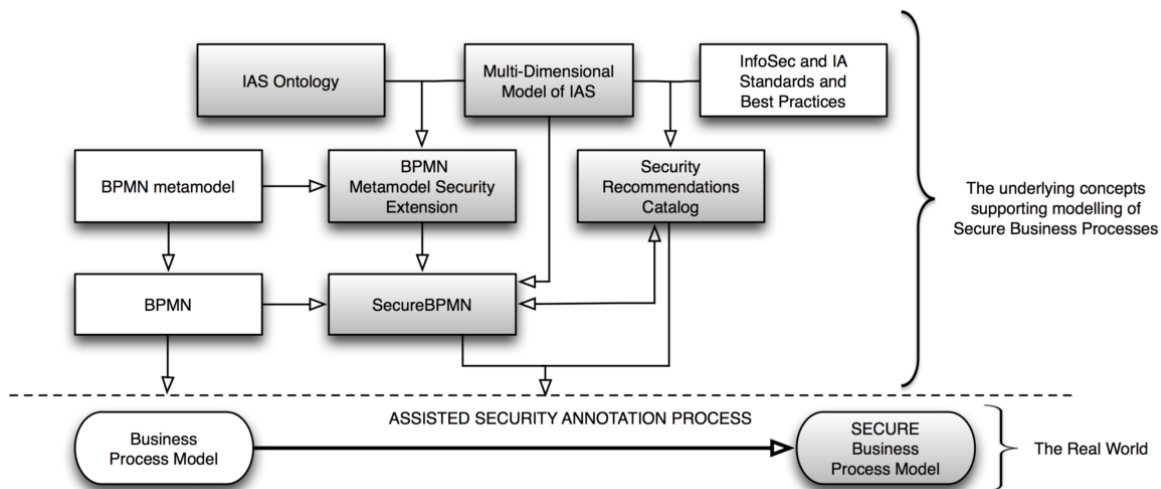 IAS Ontology
Multi-Dimensional
Model of IAS
InfoSec and IA
Standards and
Best Practices
BPMN metamodel
BPMN
Metamodel Security
Extension
Security
Recommendations
Catalog
The underlying concepts
supporting modelling of
Secure Business Processes
BPMN
SecureBPMN
ASSISTED SECURITY ANNOTATION PROCESS
Business
Process Model
SECURE
Business
Process Model
The Real World